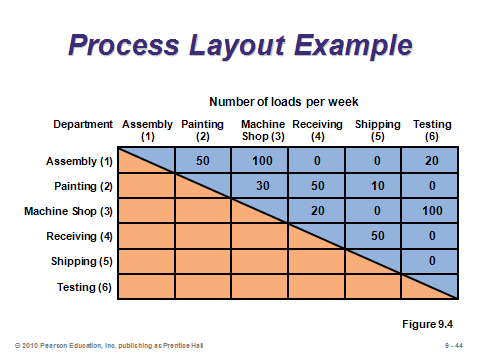 Process Layout Example
Number of loads per week
Department Assembly Painting Machine Receiving Shipping Testing
(1) (2) Shop (3) (4) (5) (6)
Assembly (1) 50 100 0 0 20
Painting (2) 30 50 10 0
Machine Shop (3) 20 0 100
Receiving (4) 50 0
Shipping (5) 0
Testing (6)
Figure 9.4
© 2010 Pearson Education, Inc. publishing as Prentice Hall 9 - 44